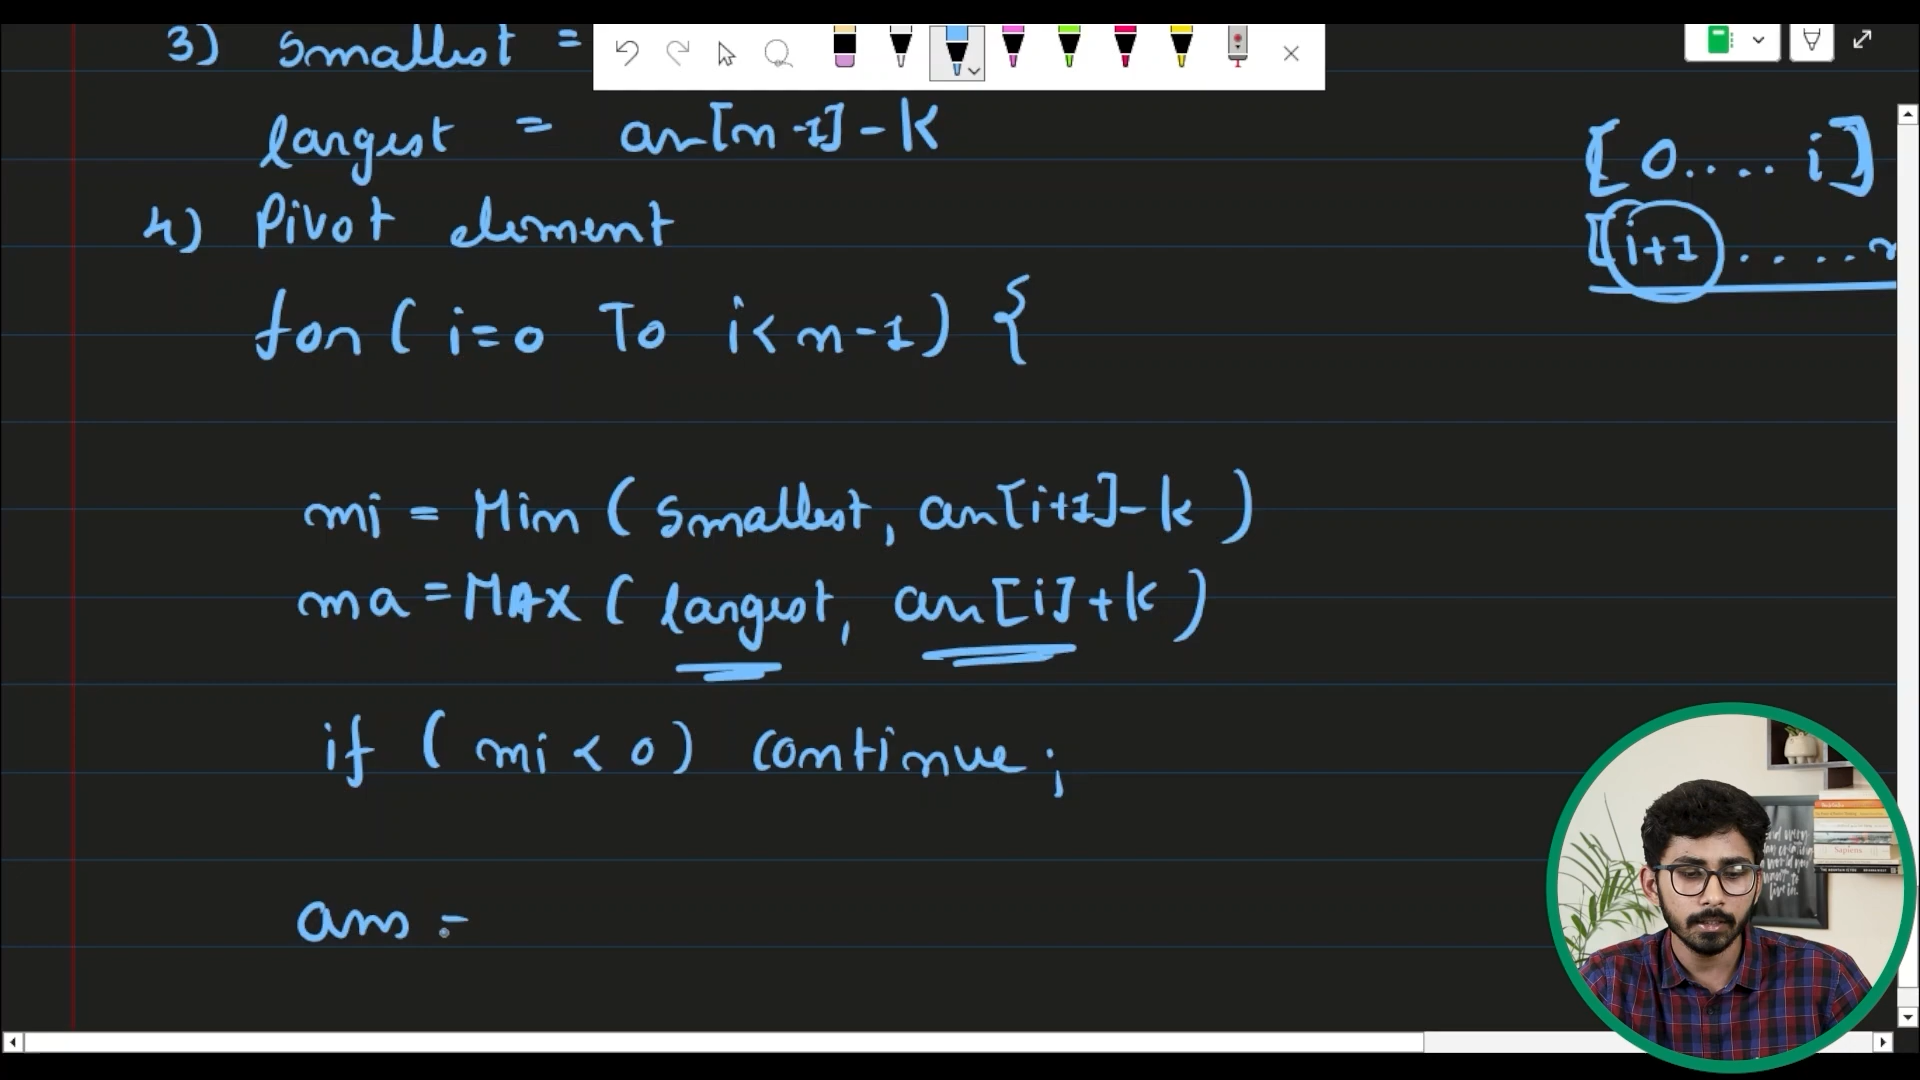 3) Smallest =
largest = arr[n-1]-k
4) Pivot element
for ( i=0 To i<n-1) {
mi = Min ( Smallest, arr[i+1]-k )
ma = MAX ( largest, arr[i]+k )
if ( mi < 0 ) continue;
ans =
[ 0.... i ]
[ i+1 .....
Sapiens